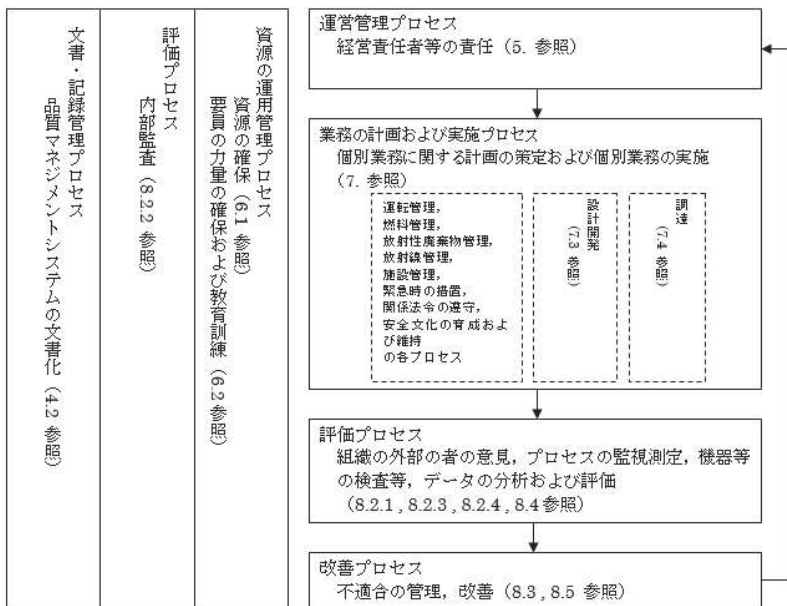 文書・記録管理プロセス
品質マネジメントシステムの文書化（4.2 参照）
評価プロセス
内部監査（8.2.2 参照）
資源の運用管理プロセス
資源の確保（6.1 参照）
要員の力量の確保および教育訓練（6.2 参照）
運営管理プロセス
経営責任者等の責任（5. 参照）
業務の計画および実施プロセス
個別業務に関する計画の策定および個別業務の実施
（7. 参照）
運転管理，
燃料管理，
放射性廃棄物管理，
放射線管理，
施設管理，
緊急時の措置，
関係法令の遵守，
安全文化の育成およ
び維持
の各プロセス
設計開発
（7.3 参照）
調達
（7.4 参照）
評価プロセス
組織の外部の者の意見，プロセスの監視測定，機器等
の検査等，データの分析および評価
（8.2.1 , 8.2.3 , 8.2.4 , 8.4 参照）
改善プロセス
不適合の管理，改善（8.3 , 8.5 参照）